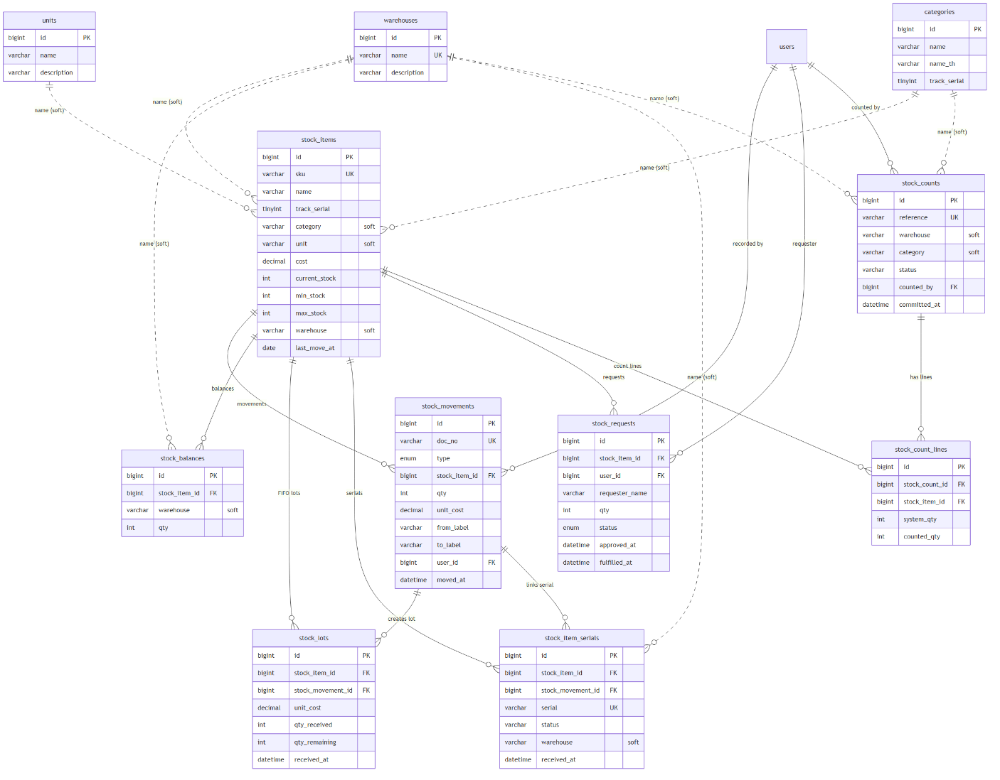 units
bigint id PK
varchar name
varchar description
warehouses
bigint id PK
varchar name UK
varchar description
users
categories
bigint id PK
varchar name
varchar name_th
tinyint track_serial
name (soft)
name (soft)
name (soft)
counted by
name (soft)
name (soft)
name (soft)
recorded by
requester
stock_items
bigint id PK
varchar sku UK
varchar name
tinyint track_serial
varchar category soft
varchar unit soft
decimal cost
int current_stock
int min_stock
int max_stock
varchar warehouse soft
date last_move_at
stock_counts
bigint id PK
varchar reference UK
varchar warehouse soft
varchar category soft
varchar status
bigint counted_by FK
datetime committed_at
count lines
requests
name (soft)
has lines
balances
movements
stock_balances
bigint id PK
bigint stock_item_id FK
varchar warehouse soft
int qty
stock_movements
bigint id PK
varchar doc_no UK
enum type
bigint stock_item_id FK
int qty
decimal unit_cost
varchar from_label
varchar to_label
bigint user_id FK
datetime moved_at
stock_requests
bigint id PK
bigint stock_item_id FK
bigint user_id FK
varchar requester_name
int qty
enum status
datetime approved_at
datetime fulfilled_at
stock_count_lines
bigint id PK
bigint stock_count_id FK
bigint stock_item_id FK
int system_qty
int counted_qty
FIFO lots
serials
links serial
creates lot
stock_lots
bigint id PK
bigint stock_item_id FK
bigint stock_movement_id FK
decimal unit_cost
int qty_received
int qty_remaining
datetime received_at
stock_item_serials
bigint id PK
bigint stock_item_id FK
bigint stock_movement_id FK
varchar serial UK
varchar status
varchar warehouse soft
datetime received_at